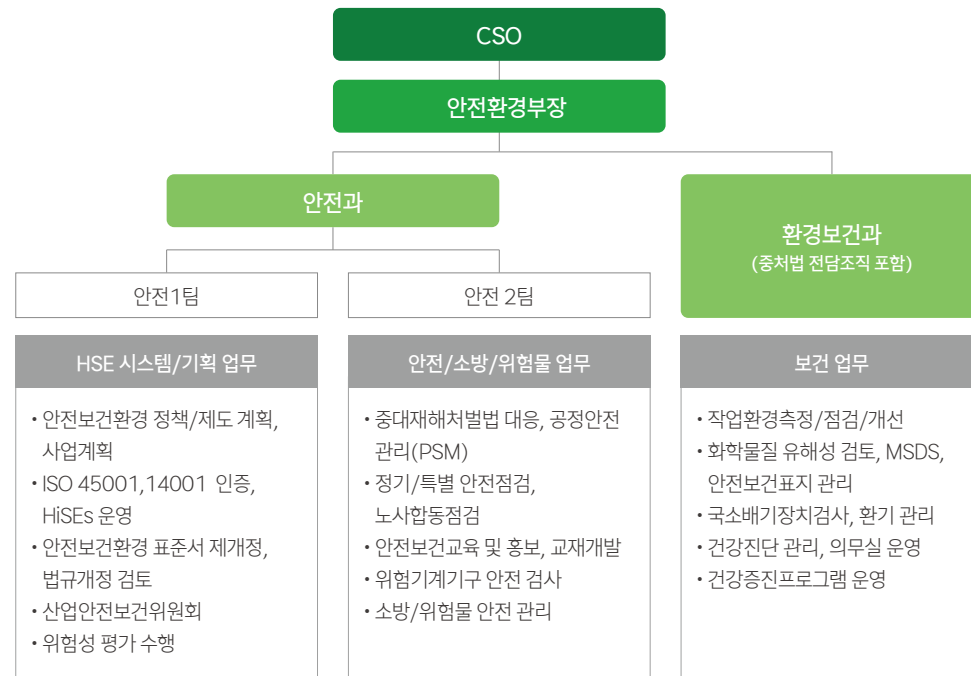 CSO
안전환경부장
안전과
환경보건과
(중처법 전담조직 포함)
안전1팀
안전 2팀
HSE 시스템/기획 업무
• 안전보건환경 정책/제도 계획,
사업계획
• ISO 45001,14001 인증,
HiSEs 운영
• 안전보건환경 표준서 제개정,
법규개정 검토
• 산업안전보건위원회
• 위험성 평가 수행
안전/소방/위험물 업무
• 중대재해처벌법 대응, 공정안전
관리(PSM)
• 정기/특별 안전점검,
노사합동점검
• 안전보건교육 및 홍보, 교재개발
• 위험기계기구 안전 검사
• 소방/위험물 안전 관리
보건 업무
• 작업환경측정/점검/개선
• 화학물질 유해성 검토, MSDS,
안전보건표지 관리
• 국소배기장치검사, 환기 관리
• 건강진단 관리, 의무실 운영
• 건강증진프로그램 운영